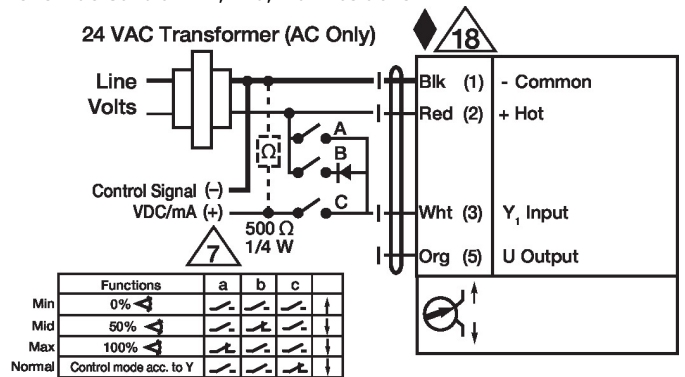 24 VAC Transformer (AC Only)
18
Line
Volts
Blk (1) - Common
Red (2) + Hot
A
Ω
B
Control Signal (–)
VDC/mA (+)
C
Wht (3) Y1 Input
500 Ω
1/4 W
7
Org (5) U Output
Functions a b c
Min 0%
Mid 50%
Max 100%
Normal Control mode acc. to Y